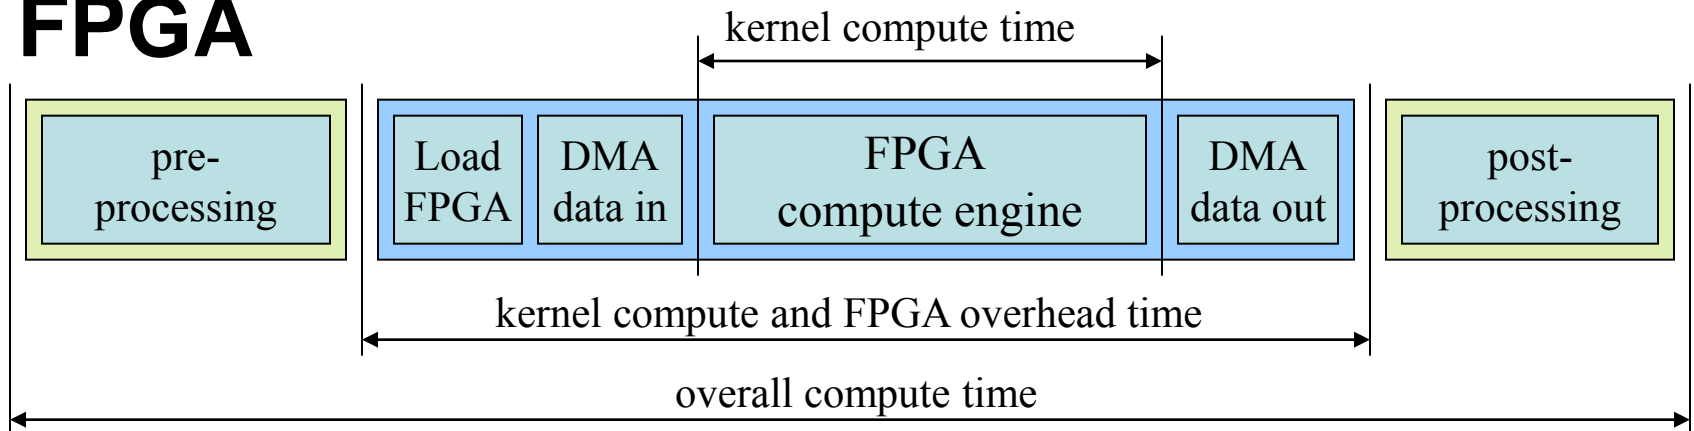 FPGA
kernel compute time
pre-
processing
Load
FPGA
DMA
data in
FPGA
compute engine
DMA
data out
post-
processing
kernel compute and FPGA overhead time
overall compute time